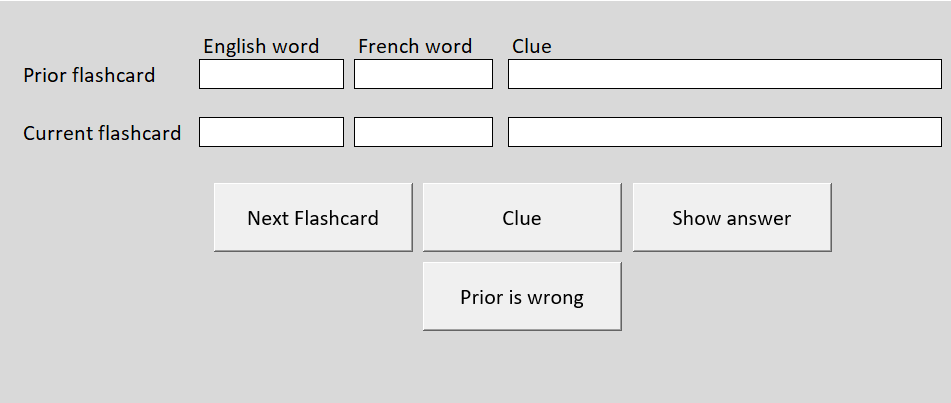 English word French word Clue
Prior flashcard
Current flashcard
Next Flashcard Clue Show answer
Prior is wrong